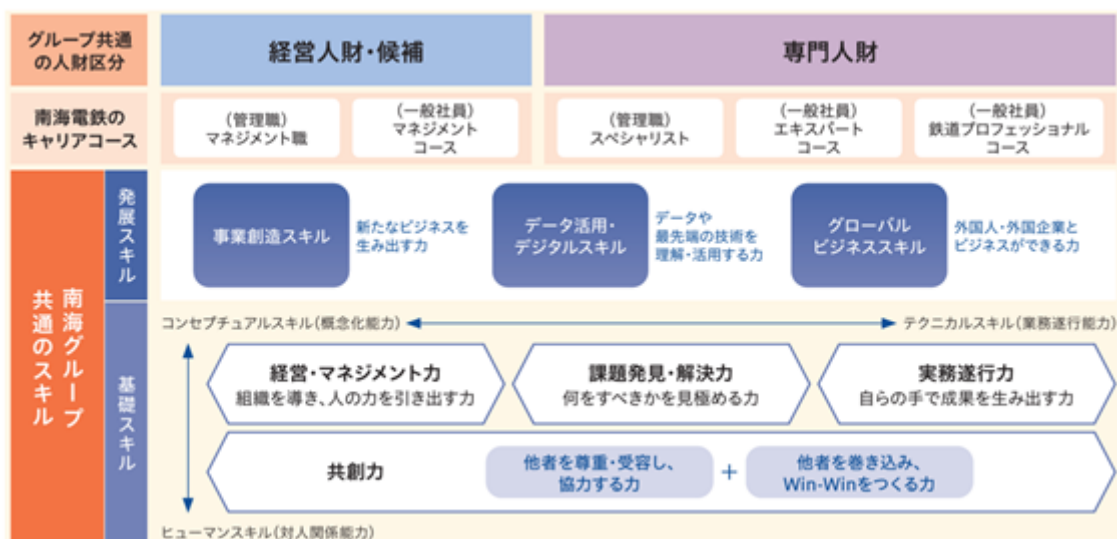 グループ共通
の人財区分
経営人財・候補
専門人財
南海電鉄の
キャリアコース
(管理職)
マネジメント職
(一般社員)
マネジメント
コース
(管理職)
スペシャリスト
(一般社員)
エキスパート
コース
(一般社員)
鉄道プロフェッショナル
コース
南海グループ
共通のスキル
発展スキル
事業創造スキル
新たなビジネスを
生み出す力
データ活用・
デジタルスキル
データや
最先端の技術を
理解・活用する力
グローバル
ビジネススキル
外国人・外国企業と
ビジネスができる力
基礎スキル
コンセプチュアルスキル(概念化能力)
テクニカルスキル(業務遂行能力)
経営・マネジメント力
組織を導き、人の力を引き出す力
課題発見・解決力
何をすべきかを見極める力
実務遂行力
自らの手で成果を生み出す力
共創力
他者を尊重・受容し、
協力する力
+
他者を巻き込み、
Win-Winをつくる力
ヒューマンスキル(対人関係能力)